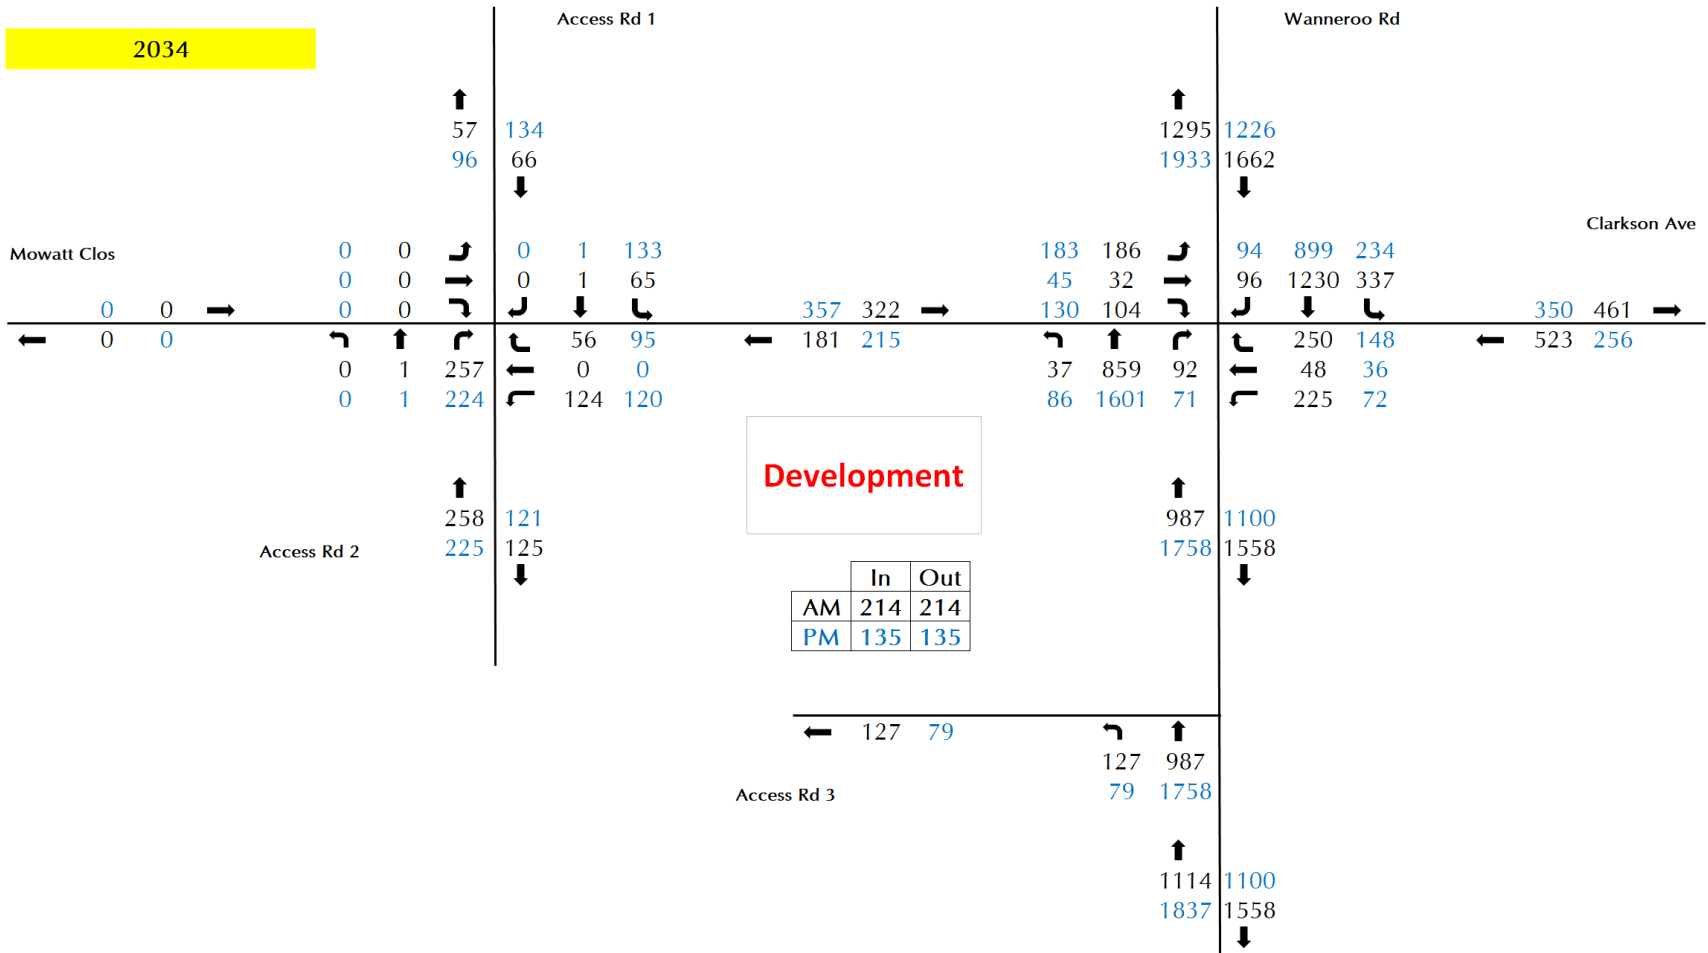 Access Rd 1 Wanneroo Rd
2034
57 134 1295 1226
96 66 1933 1662
Clarkson Ave
Mowatt Clos 0 0 0 1 133 183 186 94 899 234
0 0 0 1 65 45 32 96 1230 337
0 0 0 0 357 322 130 104 350 461
0 0 56 95 181 215 250 148 523 256
0 1 257 0 0 37 859 92 48 36
0 1 224 124 120 86 1601 71 225 72
Development
258 121 987 1100
Access Rd 2 225 125 1758 1558
In Out
AM 214 214
PM 135 135
127 79
127 987
79 1758
Access Rd 3
1114 1100
1837 1558